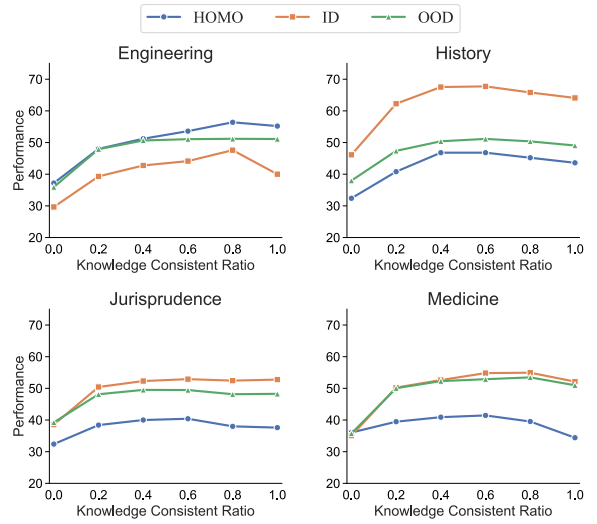 HOMO ID OOD
Engineering
70
60
50
40
30
20
Performance
0.0 0.2 0.4 0.6 0.8 1.0
Knowledge Consistent Ratio
History
70
60
50
40
30
20
0.0 0.2 0.4 0.6 0.8 1.0
Knowledge Consistent Ratio
Jurisprudence
70
60
50
40
30
20
Performance
0.0 0.2 0.4 0.6 0.8 1.0
Knowledge Consistent Ratio
Medicine
70
60
50
40
30
20
0.0 0.2 0.4 0.6 0.8 1.0
Knowledge Consistent Ratio